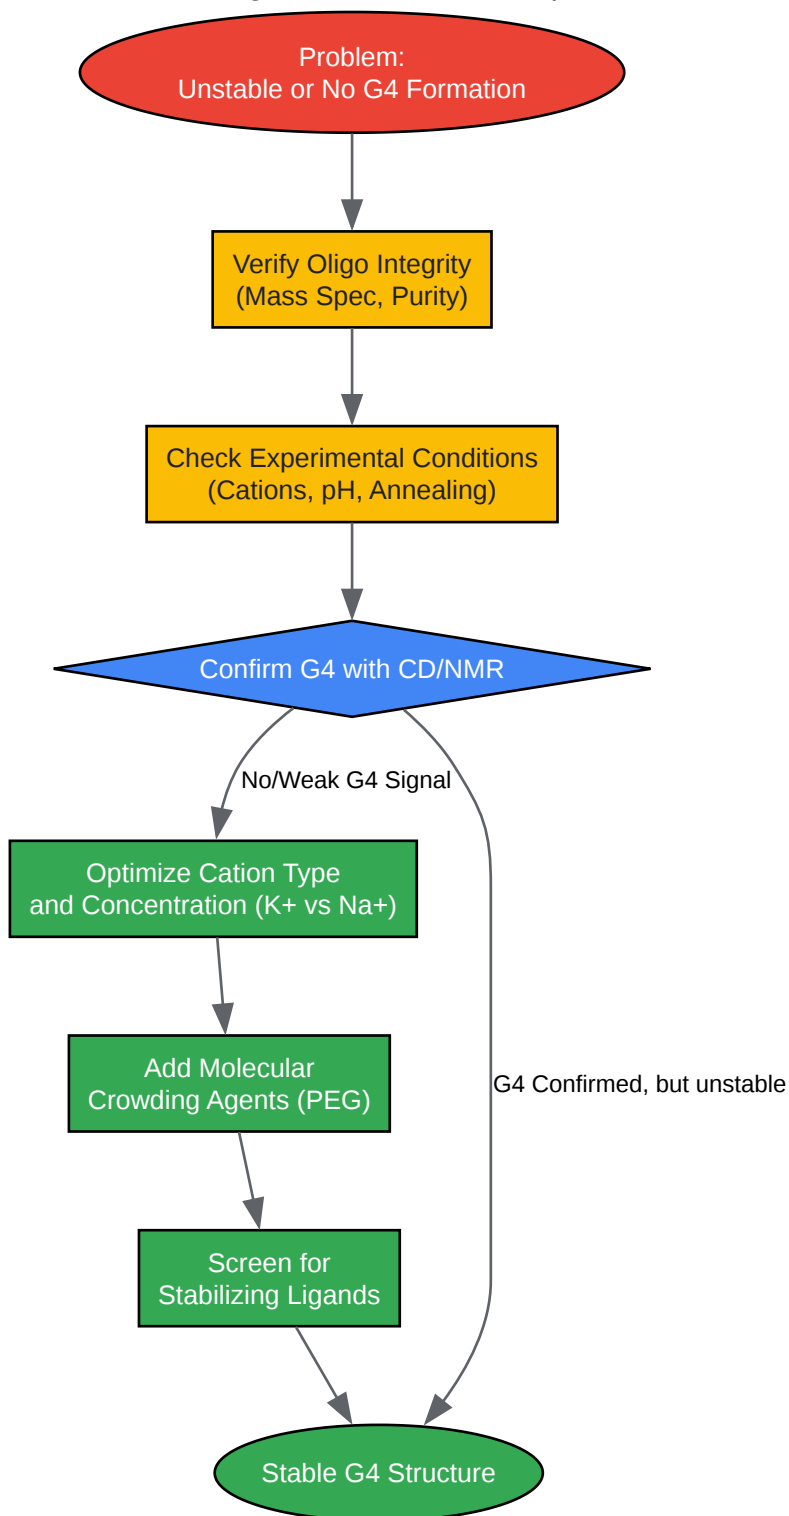 Problem:
Unstable or No G4 Formation
Verify Oligo Integrity
(Mass Spec, Purity)
Check Experimental Conditions
(Cations, pH, Annealing)
Confirm G4 with CD/NMR
No/Weak G4 Signal
Optimize Cation Type
and Concentration (K+ vs Na+)
Add Molecular
Crowding Agents (PEG)
G4 Confirmed, but unstable
Screen for
Stabilizing Ligands
Stable G4 Structure